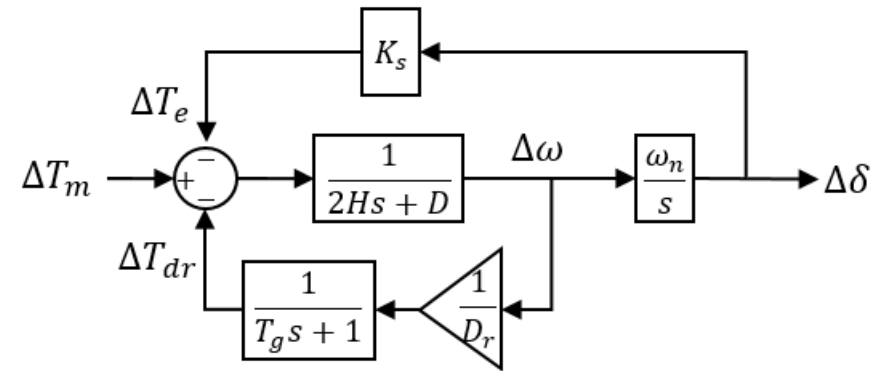 K_s
ΔT_e
ΔT_m
+
−
−
1
2Hs + D
Δω
ω_n
s
Δδ
ΔT_dr
1
T_g s + 1
1
D_r